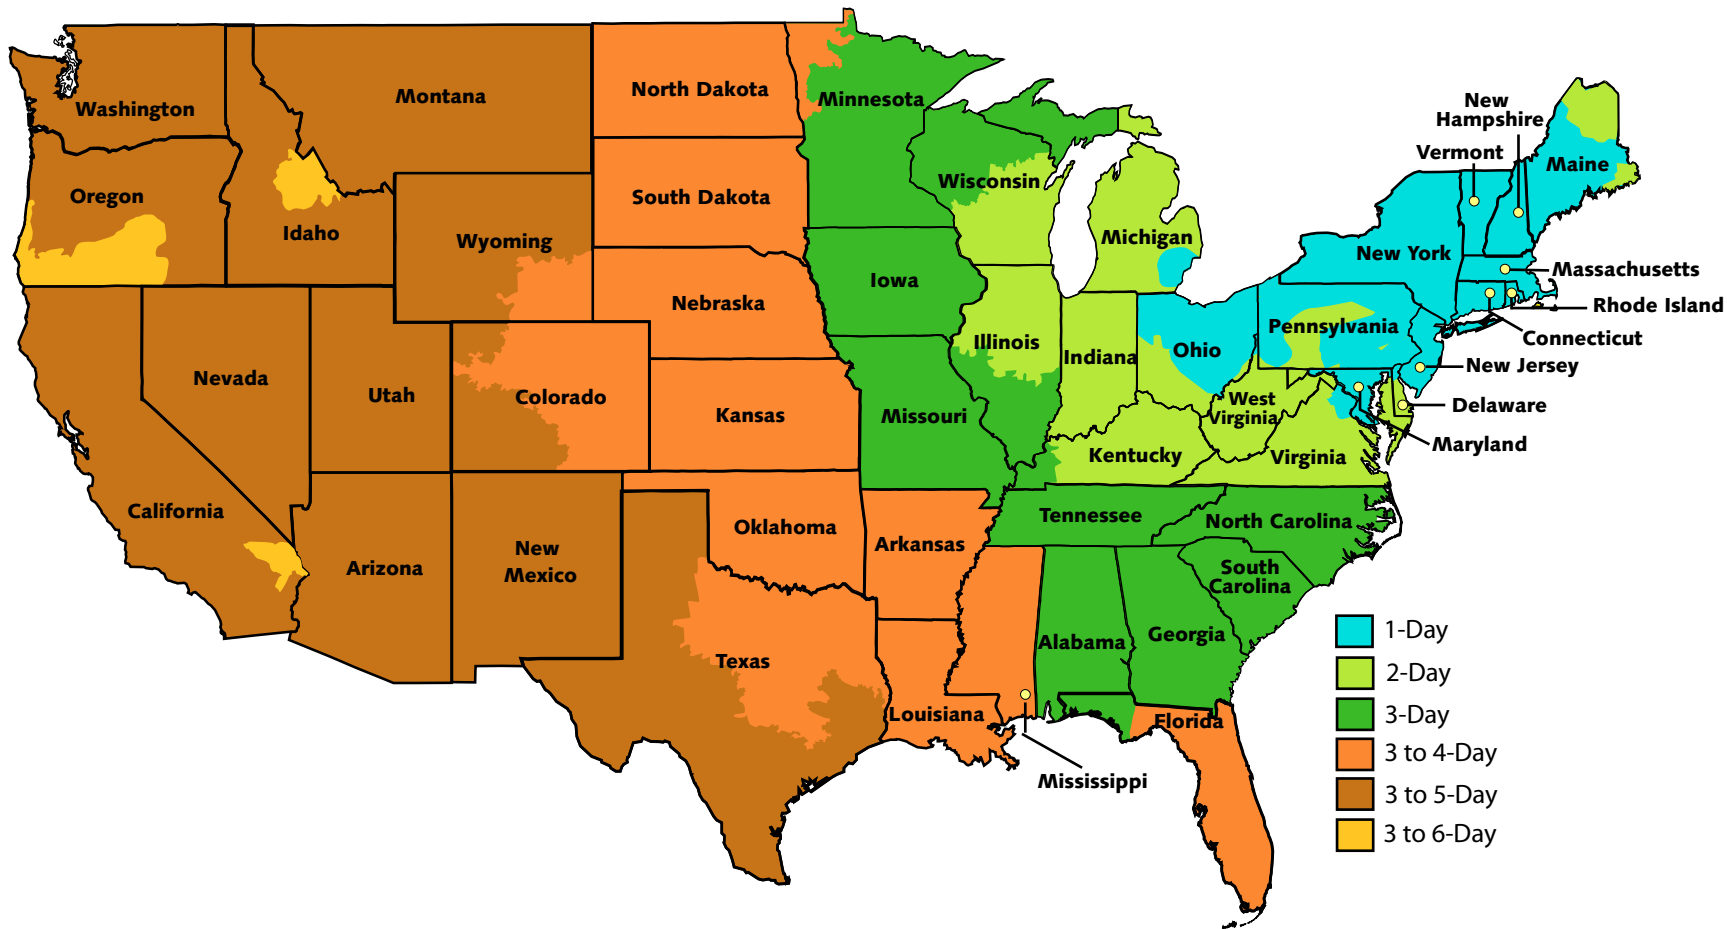 Washington
Montana
North Dakota
Minnesota
New
Hampshire
Vermont
Maine
Oregon
Idaho
Wyoming
South Dakota
Wisconsin
Michigan
New York
Massachusetts
Rhode Island
Connecticut
Nebraska
Iowa
Illinois
Indiana
Ohio
Pennsylvania
New Jersey
Delaware
Maryland
Nevada
Utah
Colorado
Kansas
Missouri
Kentucky
West
Virginia
Virginia
California
Arizona
New
Mexico
Oklahoma
Arkansas
Tennessee
North Carolina
South
Carolina
Texas
Louisiana
Alabama
Georgia
Florida
Mississippi
1-Day
2-Day
3-Day
3 to 4-Day
3 to 5-Day
3 to 6-Day